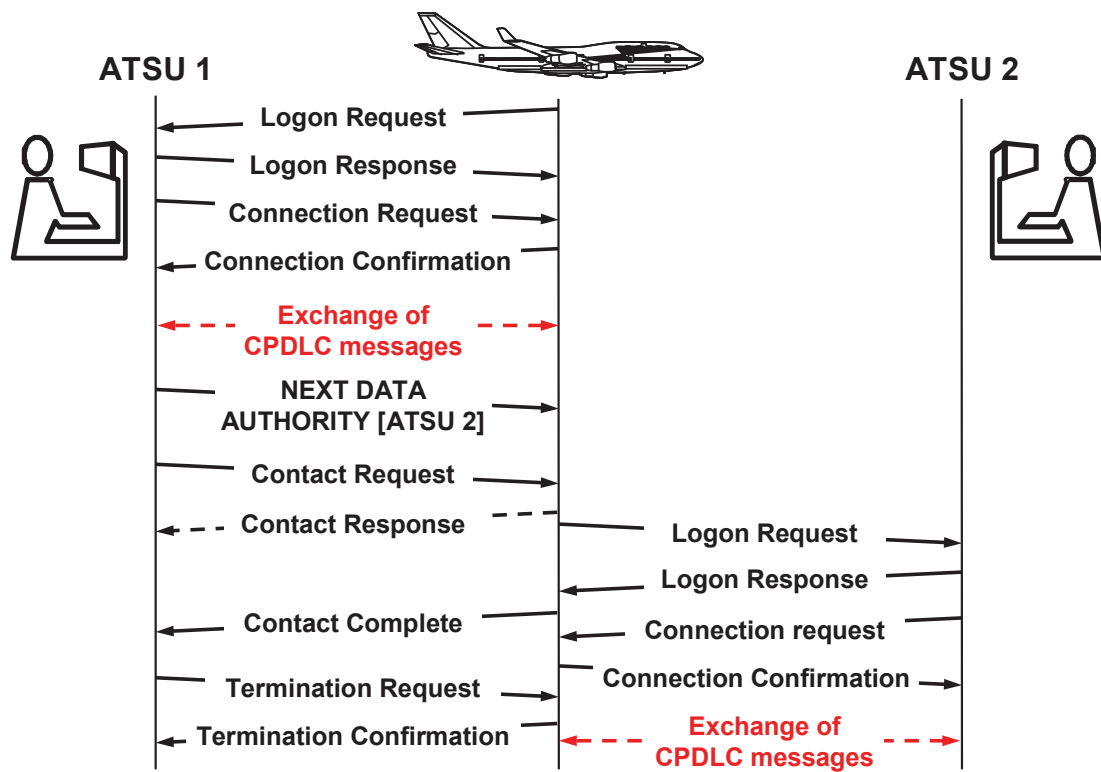 ATSU 1
ATSU 2
Logon Request
Logon Response
Connection Request
Connection Confirmation
Exchange of
CPDLC messages
NEXT DATA
AUTHORITY [ATSU 2]
Contact Request
Contact Response
Logon Request
Logon Response
Contact Complete
Connection request
Connection Confirmation
Termination Request
Termination Confirmation
Exchange of
CPDLC messages